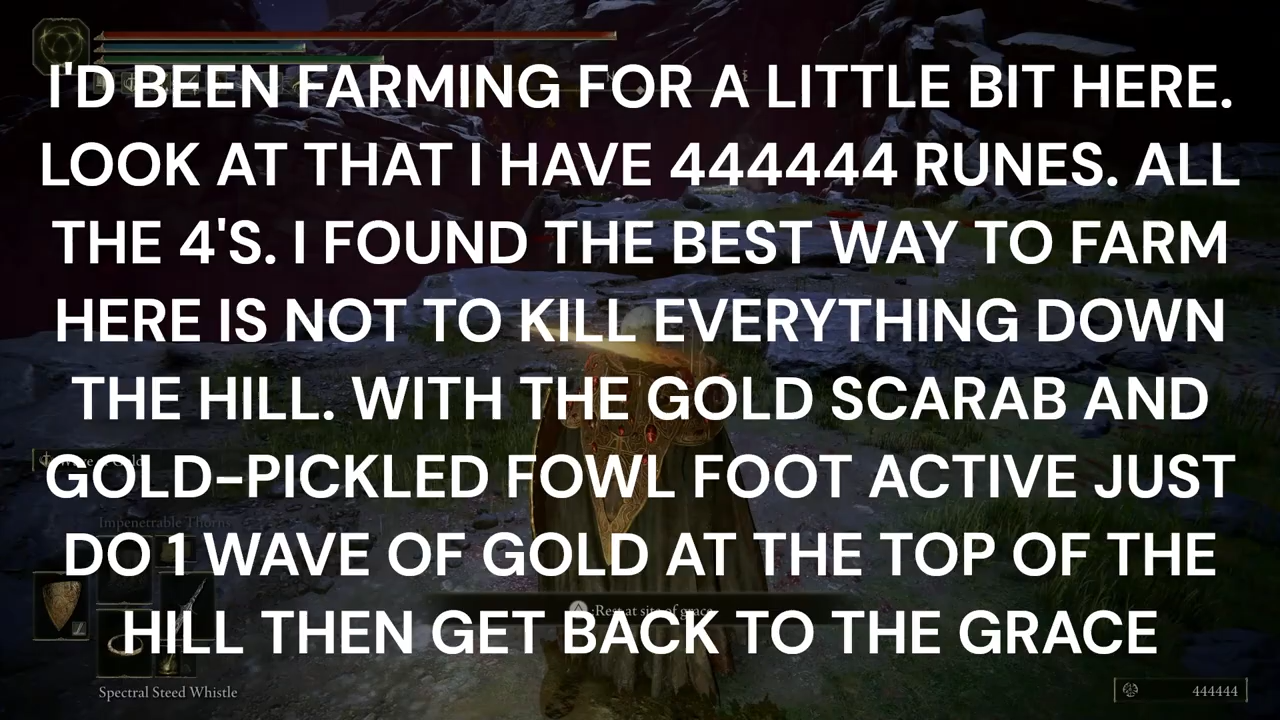 I'D BEEN FARMING FOR A LITTLE BIT HERE.
LOOK AT THAT I HAVE 444444 RUNES. ALL
THE 4'S. I FOUND THE BEST WAY TO FARM
HERE IS NOT TO KILL EVERYTHING DOWN
THE HILL. WITH THE GOLD SCARAB AND
GOLD-PICKLED FOWL FOOT ACTIVE JUST
DO 1 WAVE OF GOLD AT THE TOP OF THE
HILL THEN GET BACK TO THE GRACE
Wave of Gold
Impenetrable Thorns
:Rest at site of grace
Spectral Steed Whistle
444444